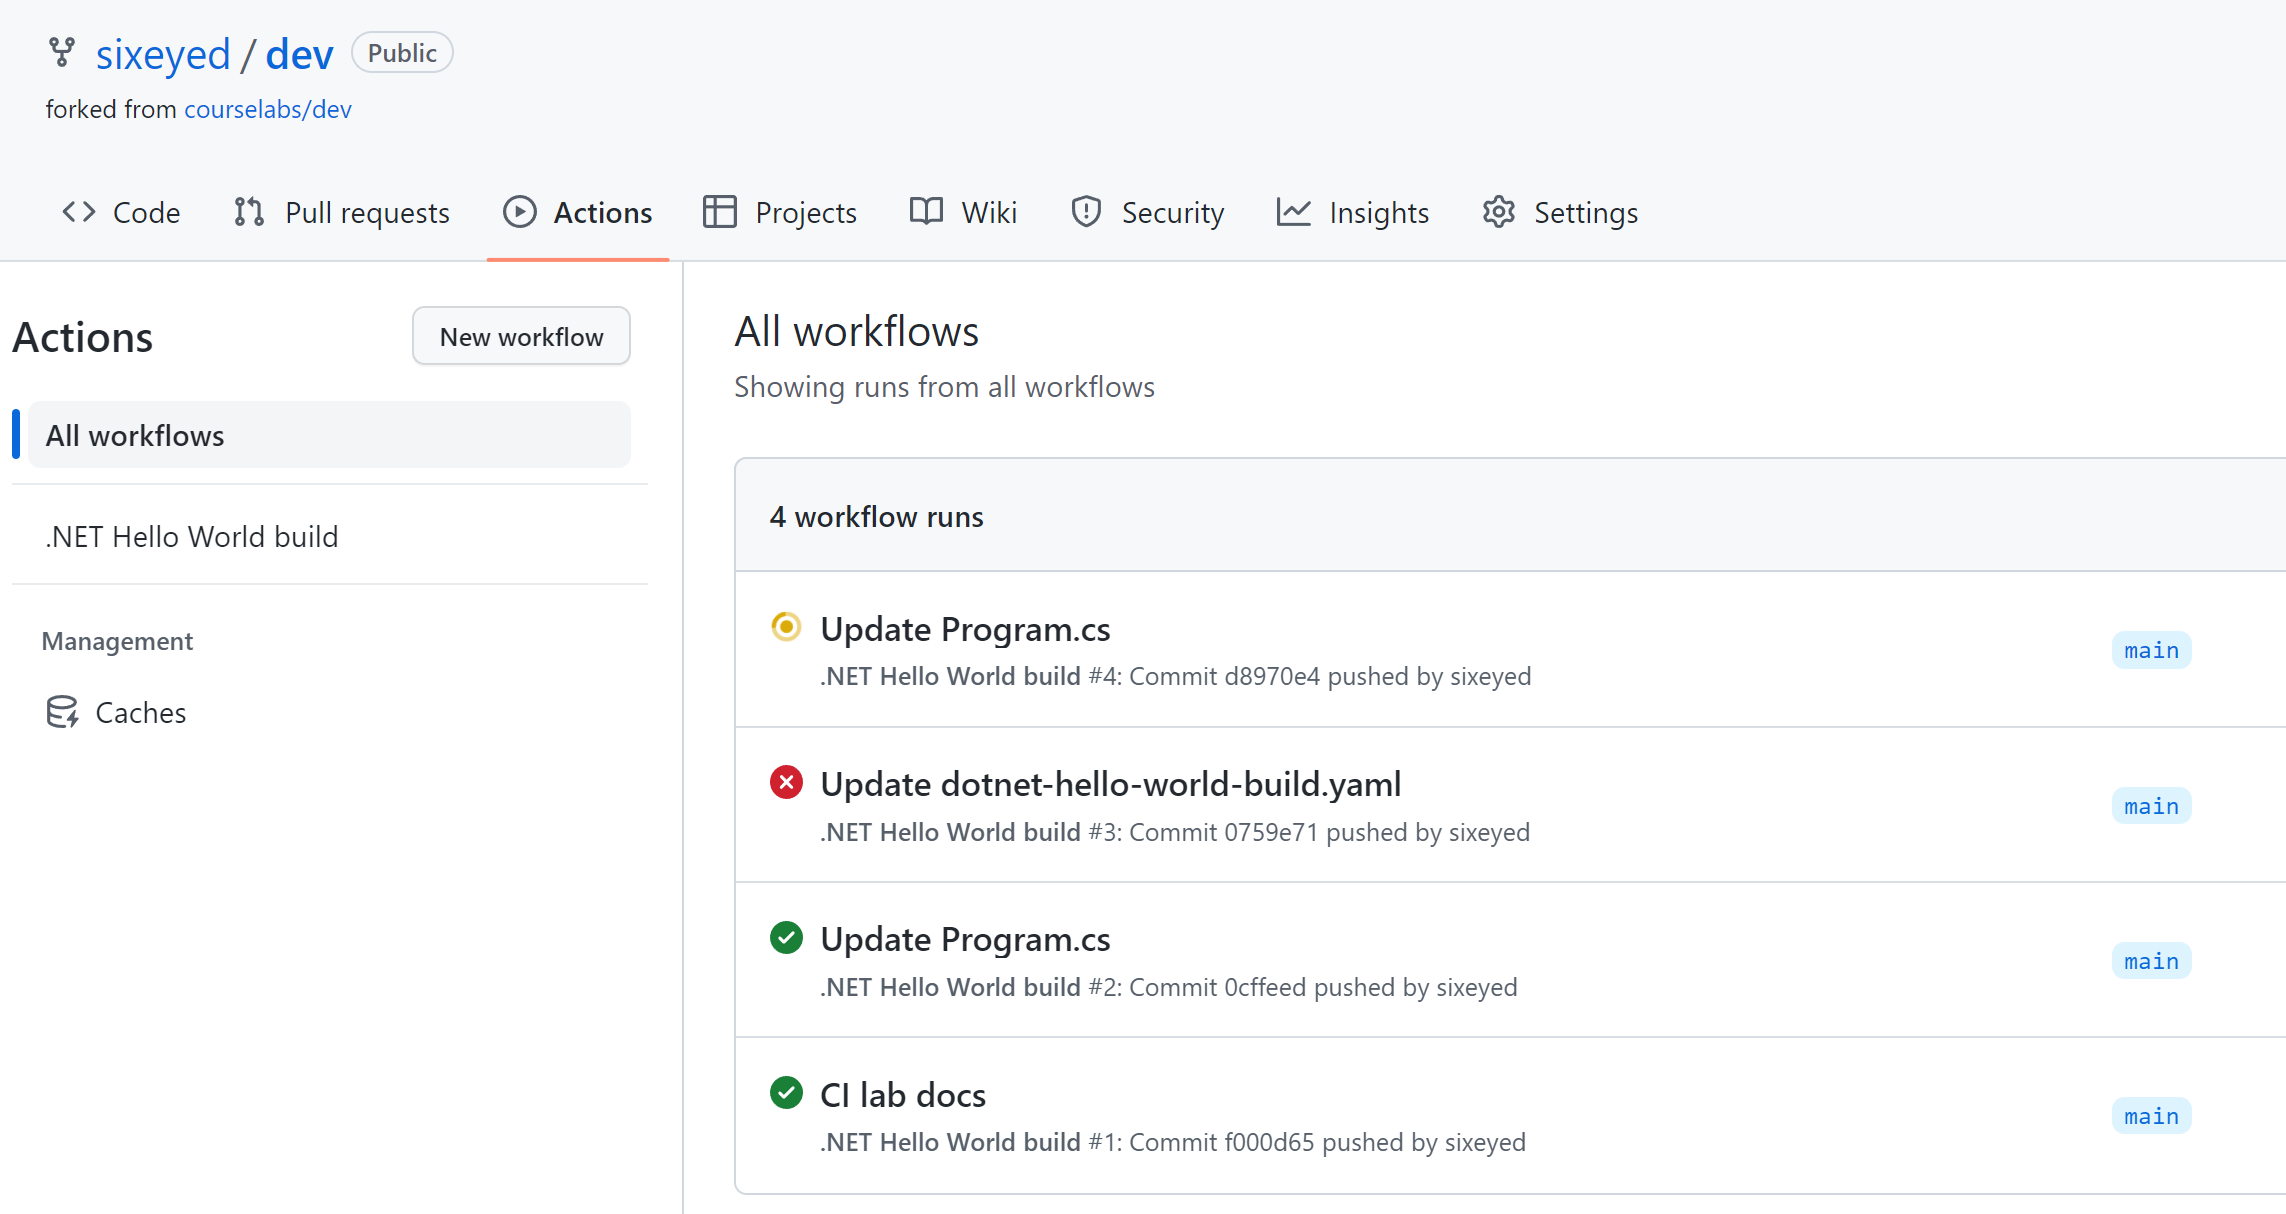 sixeyed / dev Public
forked from courselabs/dev
Code Pull requests Actions Projects Wiki Security Insights Settings
Actions
New workflow
All workflows
.NET Hello World build
Management
Caches
All workflows
Showing runs from all workflows
4 workflow runs
Update Program.cs
main
.NET Hello World build #4: Commit d8970e4 pushed by sixeyed
Update dotnet-hello-world-build.yaml
main
.NET Hello World build #3: Commit 0759e71 pushed by sixeyed
Update Program.cs
main
.NET Hello World build #2: Commit 0cffeed pushed by sixeyed
CI lab docs
main
.NET Hello World build #1: Commit f000d65 pushed by sixeyed